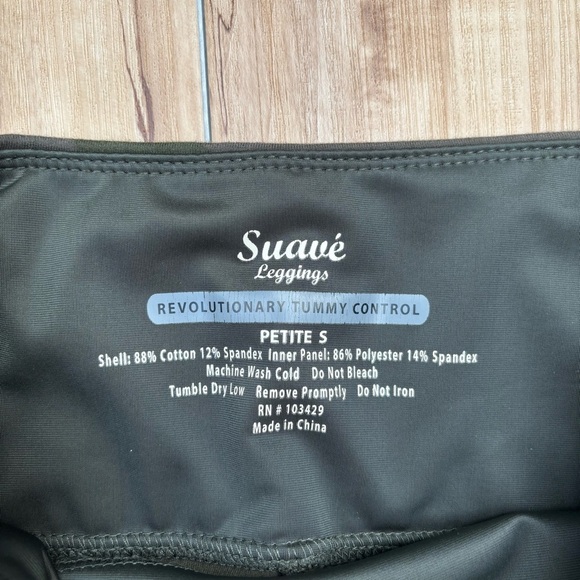 Suavé
Leggings
REVOLUTIONARY TUMMY CONTROL
PETITE S
Shell: 88% Cotton 12% Spandex Inner Panel: 86% Polyester 14% Spandex
Machine Wash Cold Do Not Bleach
Tumble Dry Low Remove Promptly Do Not Iron
RN # 103429
Made in China